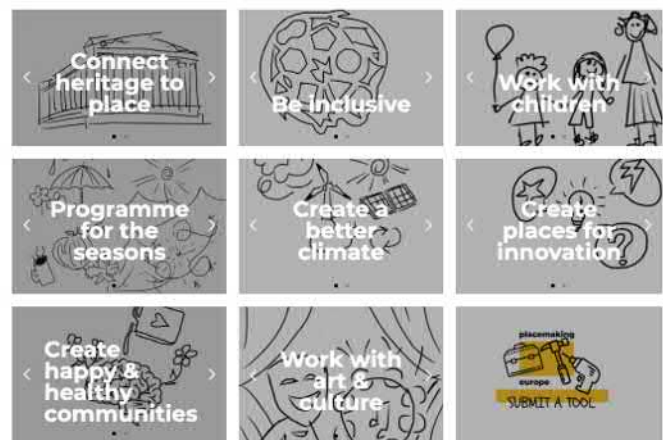 Connect
heritage to
place
Be inclusive
Work with
children
Programme
for the
seasons
Create a
better
climate
Create
places for
innovation
?
Create
happy &
healthy
communities
Work with
art &
culture
placemaking
europe
SUBMIT A TOOL